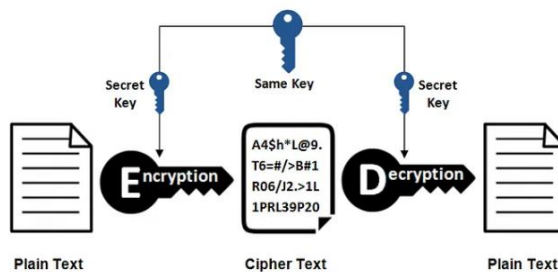 Secret
Key
Same Key
Secret
Key
Encryption
A4$h*L@9.
T6=#/>B#1
R06/J2.>1L
1PRL39P20
Decryption
Plain Text
Cipher Text
Plain Text